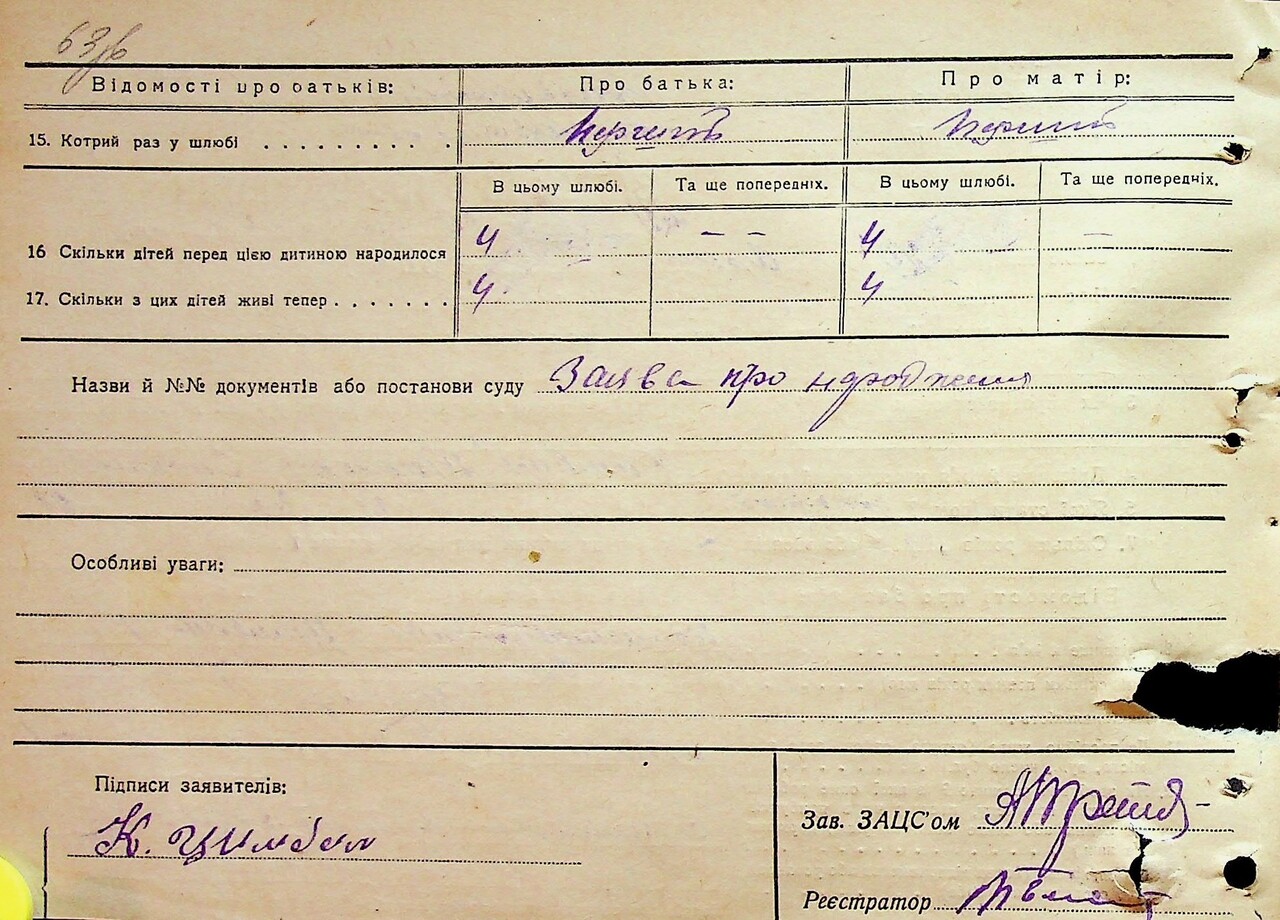 63зв
Відомості про батьків: Про батька: Про матір:
15. Котрий раз у шлюбі . . . . . . . . . . Перший Перший
В цьому шлюбі. Та ще попередніх. В цьому шлюбі. Та ще попередніх.
16 Скільки дітей перед цією дитиною народилося 4 — — 4 —
17. Скільки з цих дітей живі тепер . . . . . . . 4 4
Назви й №№ документів або постанови суду Заява про народження
Особливі уваги:
Підписи заявителів:
К. Цимбал
Зав. ЗАЦС'ом
Реєстратор